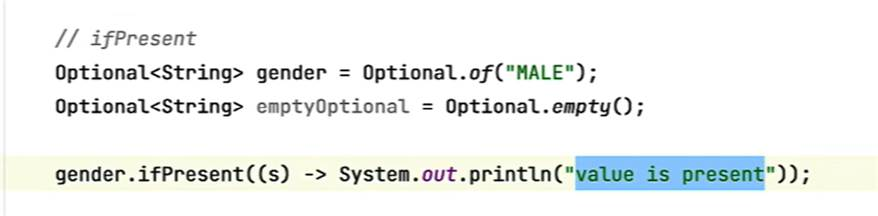 // ifPresent
Optional<String> gender = Optional.of("MALE");
Optional<String> emptyOptional = Optional.empty();
gender.ifPresent((s) -> System.out.println("value is present"));